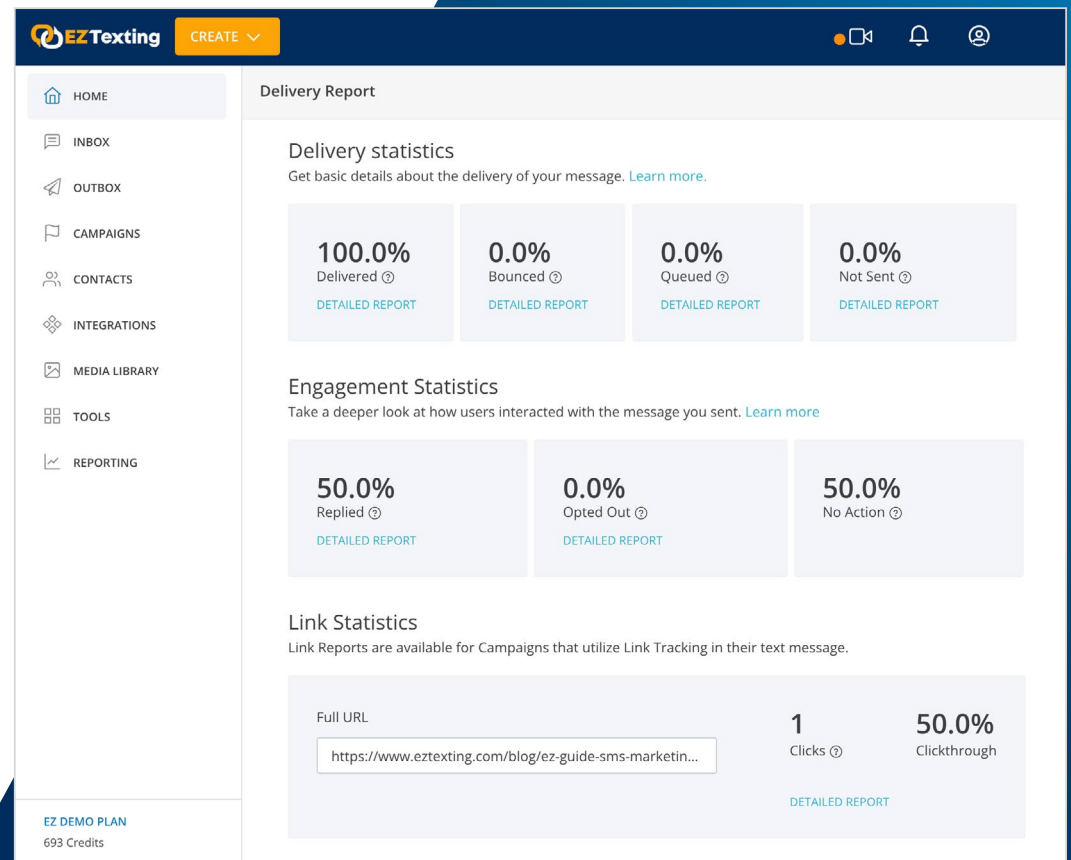 EZTexting
CREATE
HOME
INBOX
OUTBOX
CAMPAIGNS
CONTACTS
INTEGRATIONS
MEDIA LIBRARY
TOOLS
REPORTING
EZ DEMO PLAN
693 Credits
Delivery Report
Delivery statistics
Get basic details about the delivery of your message. Learn more.
100.0% 0.0% 0.0% 0.0%
Delivered ? Bounced ? Queued ? Not Sent ?
DETAILED REPORT DETAILED REPORT DETAILED REPORT DETAILED REPORT
Engagement Statistics
Take a deeper look at how users interacted with the message you sent. Learn more
50.0% 0.0% 50.0%
Replied ? Opted Out ? No Action ?
DETAILED REPORT DETAILED REPORT
Link Statistics
Link Reports are available for Campaigns that utilize Link Tracking in their text message.
Full URL
https://www.eztexting.com/blog/ez-guide-sms-marketin...
1 50.0%
Clicks ? Clickthrough
DETAILED REPORT